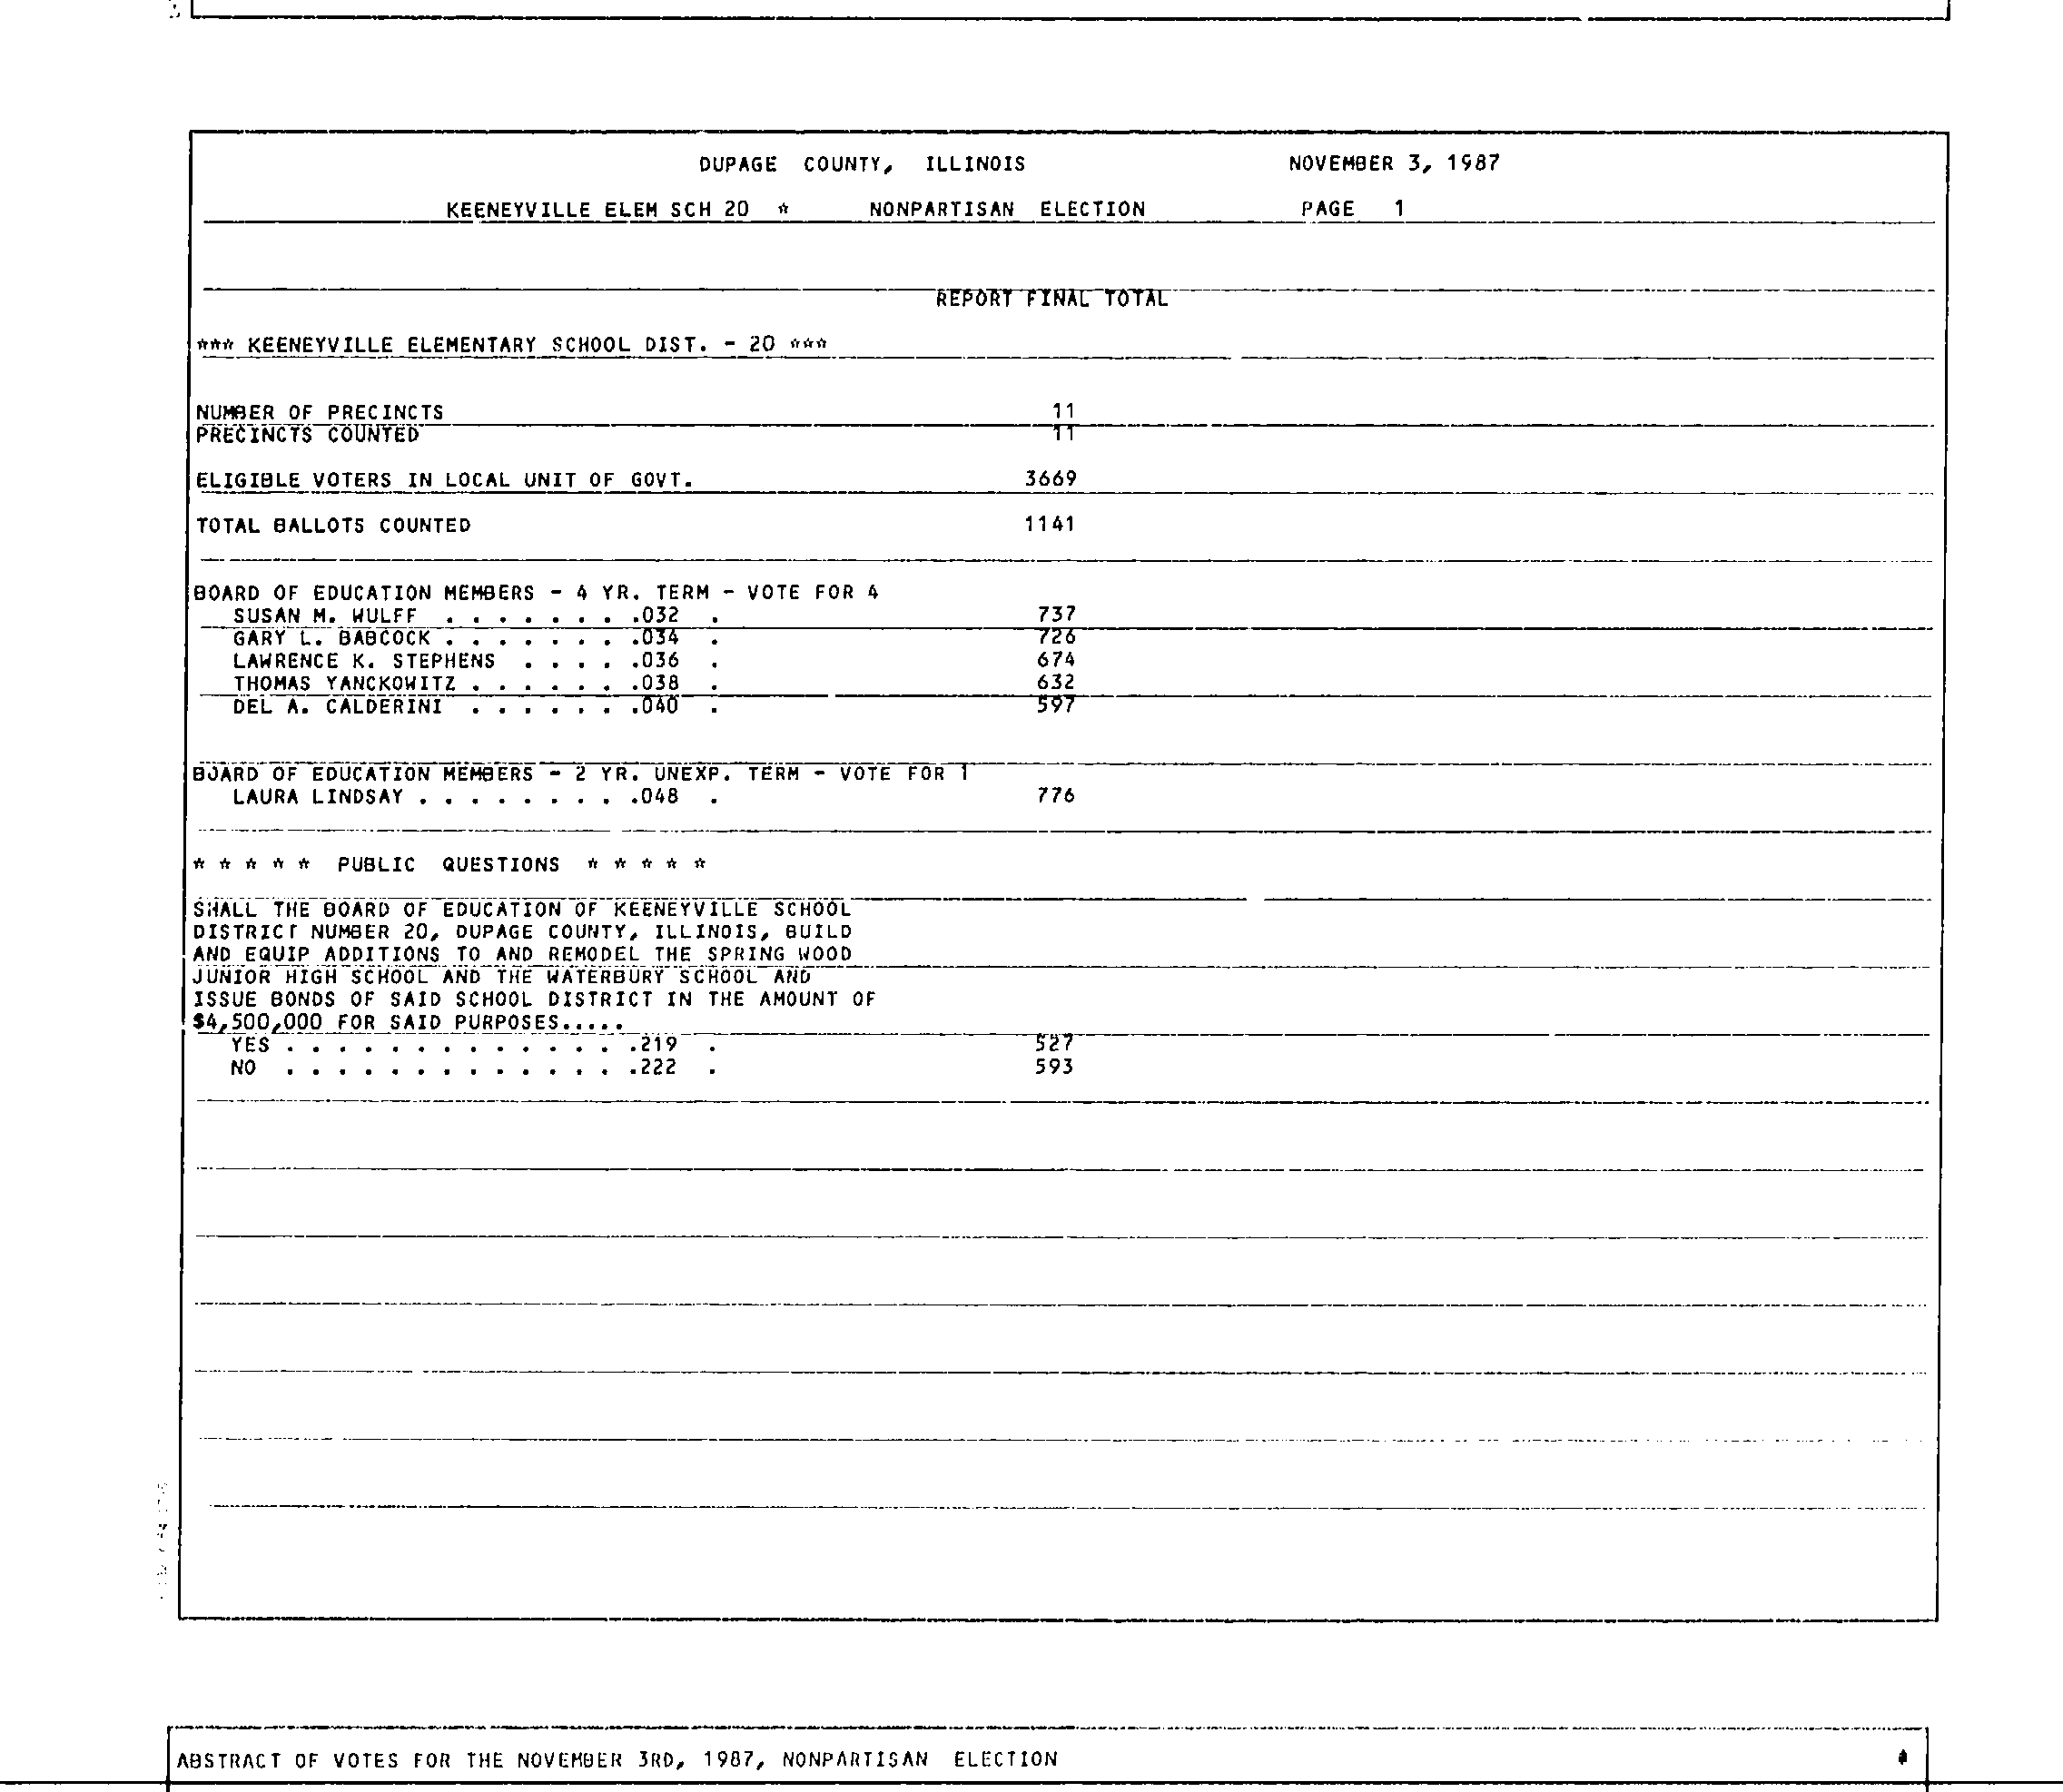 DUPAGE COUNTY, ILLINOIS NOVEMBER 3, 1987
KEENEYVILLE ELEM SCH 20 * NONPARTISAN ELECTION PAGE 1
REPORT FINAL TOTAL
*** KEENEYVILLE ELEMENTARY SCHOOL DIST. - 20 ***
NUMBER OF PRECINCTS 11
PRECINCTS COUNTED 11
ELIGIBLE VOTERS IN LOCAL UNIT OF GOVT. 3669
TOTAL BALLOTS COUNTED 1141
BOARD OF EDUCATION MEMBERS - 4 YR. TERM - VOTE FOR 4
SUSAN M. WULFF . . . . . . . .032 . 737
GARY L. BABCOCK . . . . . . . .034 . 726
LAWRENCE K. STEPHENS . . . . .036 . 674
THOMAS YANCKOWITZ . . . . . . .038 . 632
DEL A. CALDERINI . . . . . . .040 . 597
BOARD OF EDUCATION MEMBERS - 2 YR. UNEXP. TERM - VOTE FOR 1
LAURA LINDSAY . . . . . . . . .048 . 776
* * * * * PUBLIC QUESTIONS * * * * *
SHALL THE BOARD OF EDUCATION OF KEENEYVILLE SCHOOL
DISTRICT NUMBER 20, DUPAGE COUNTY, ILLINOIS, BUILD
AND EQUIP ADDITIONS TO AND REMODEL THE SPRING WOOD
JUNIOR HIGH SCHOOL AND THE WATERBURY SCHOOL AND
ISSUE BONDS OF SAID SCHOOL DISTRICT IN THE AMOUNT OF
$4,500,000 FOR SAID PURPOSES.....
YES . . . . . . . . . . . . . .219 . 527
NO . . . . . . . . . . . . . .222 . 593
ABSTRACT OF VOTES FOR THE NOVEMBER 3RD, 1987, NONPARTISAN ELECTION